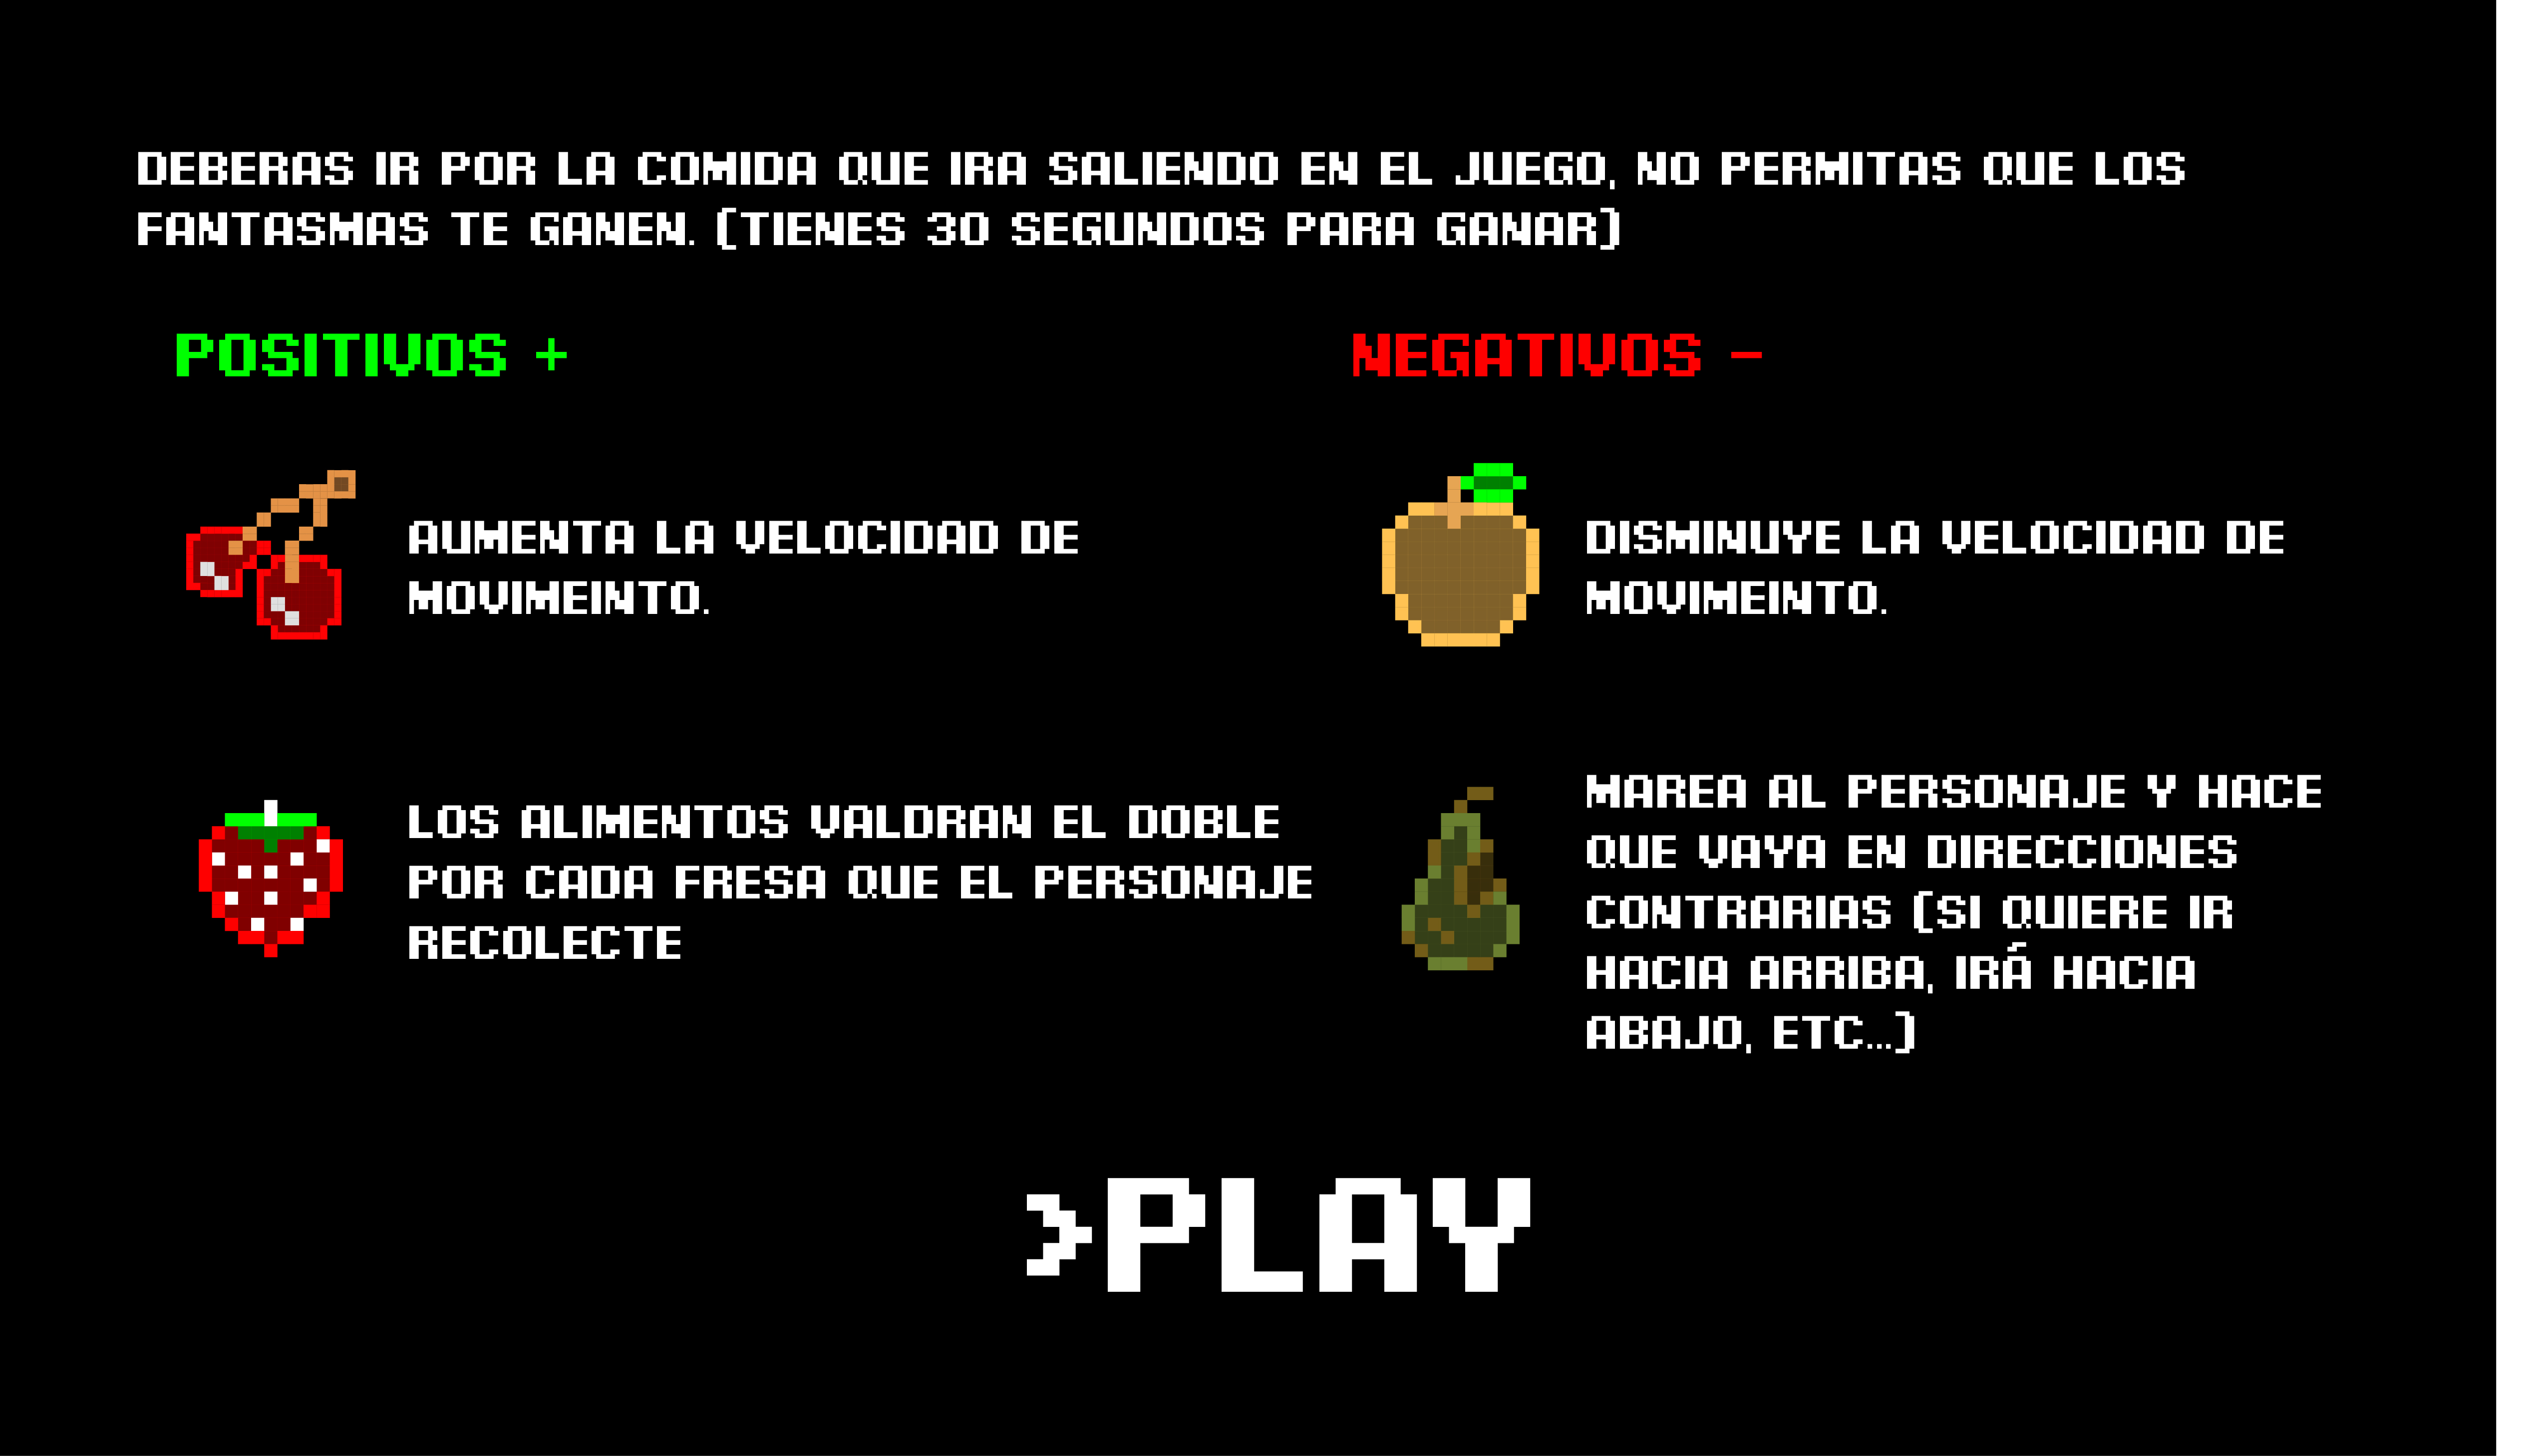 DEBERAS IR POR LA COMIDA QUE IRA SALIENDO EN EL JUEGO, NO PERMITAS QUE LOS
FANTASMAS TE GANEN. (TIENES 30 SEGUNDOS PARA GANAR)
POSITIVOS +
AUMENTA LA VELOCIDAD DE
MOVIMEINTO.
LOS ALIMENTOS VALDRAN EL DOBLE
POR CADA FRESA QUE EL PERSONAJE
RECOLECTE
NEGATIVOS -
DISMINUYE LA VELOCIDAD DE
MOVIMEINTO.
MAREA AL PERSONAJE Y HACE
QUE VAYA EN DIRECCIONES
CONTRARIAS (SI QUIERE IR
HACIA ARRIBA, IRÁ HACIA
ABAJO, ETC...)
>PLAY